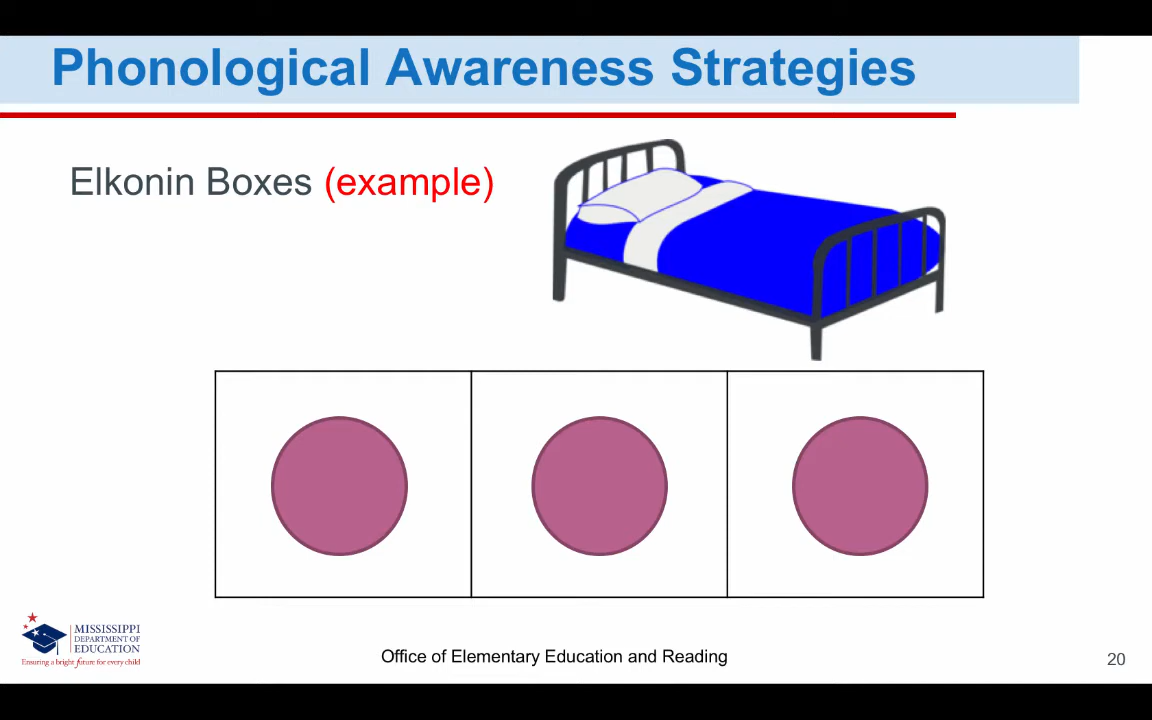 Phonological Awareness Strategies
Elkonin Boxes (example)
MISSISSIPPI
DEPARTMENT OF
EDUCATION
Ensuring a bright future for every child
Office of Elementary Education and Reading
20